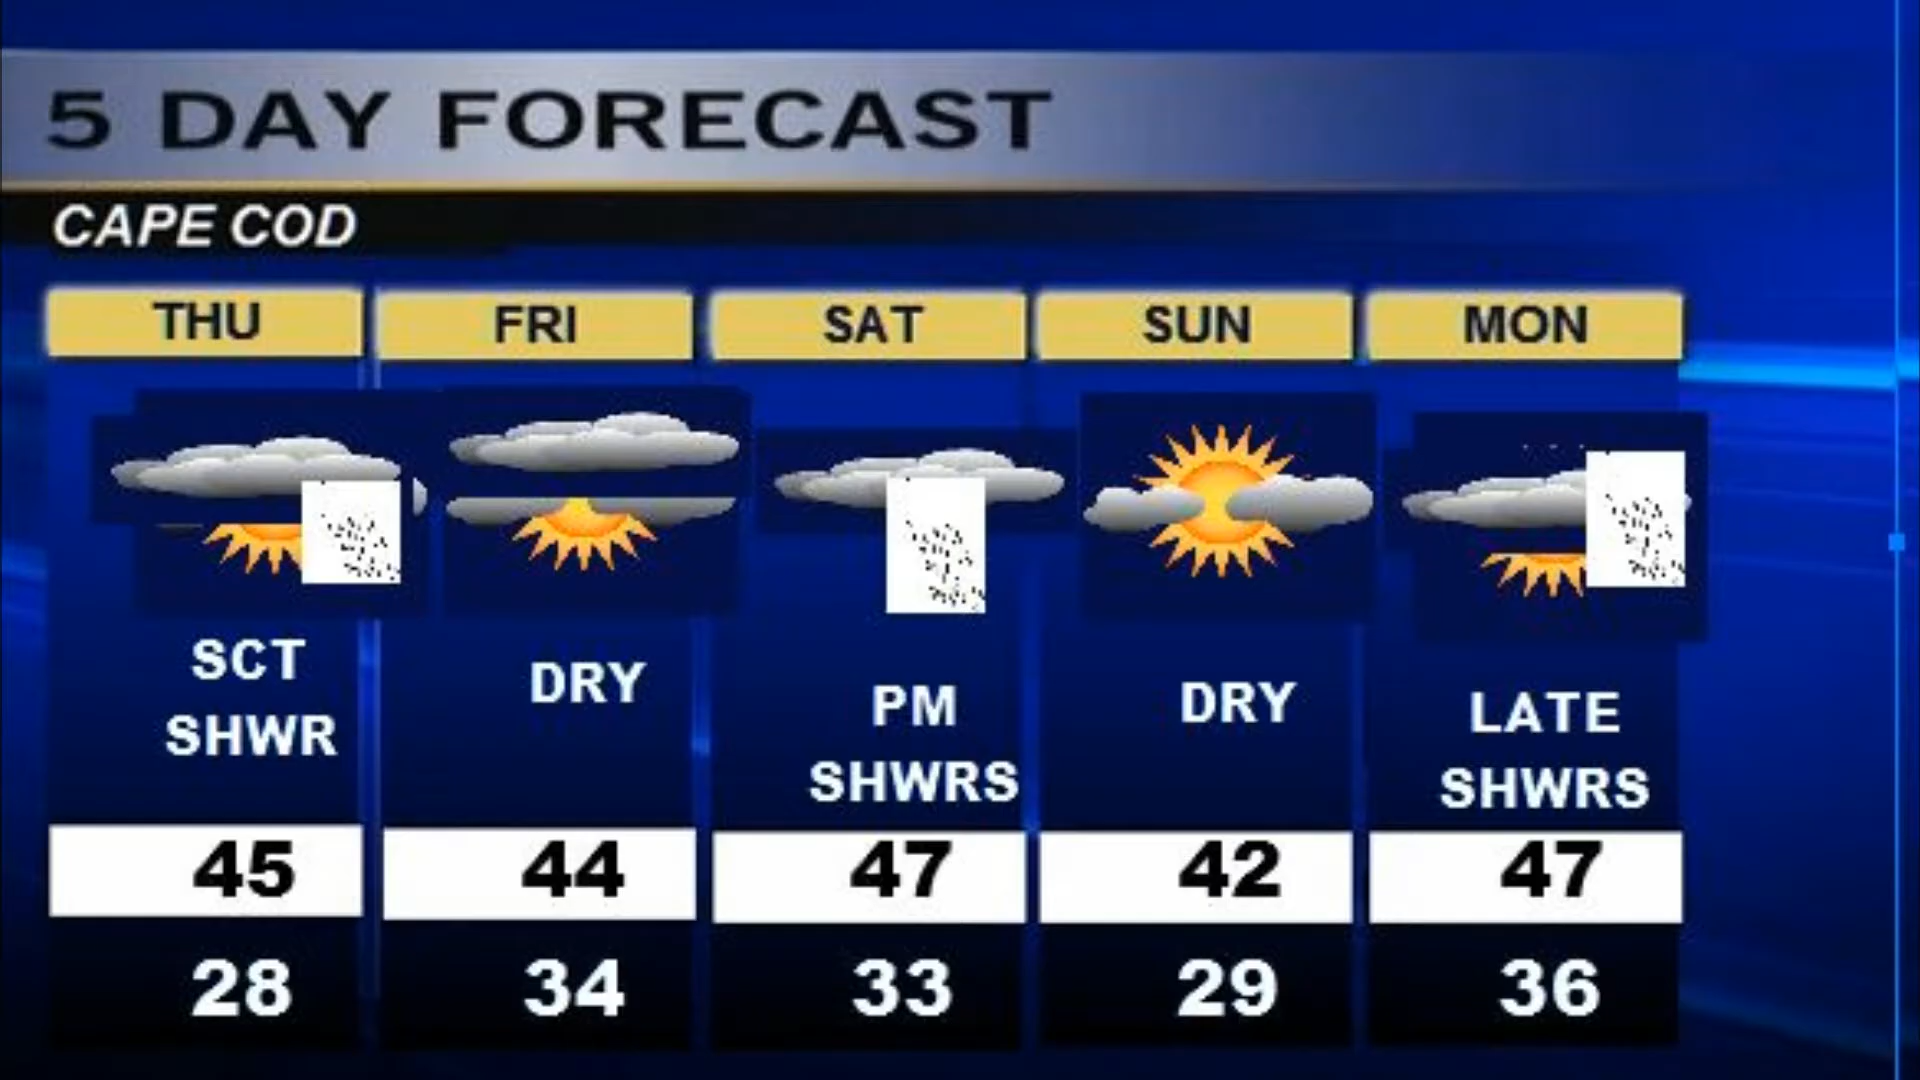 5 DAY FORECAST
CAPE COD
THU FRI SAT SUN MON
SCT
SHWR
DRY
PM
SHWRS
DRY
LATE
SHWRS
45 44 47 42 47
28 34 33 29 36